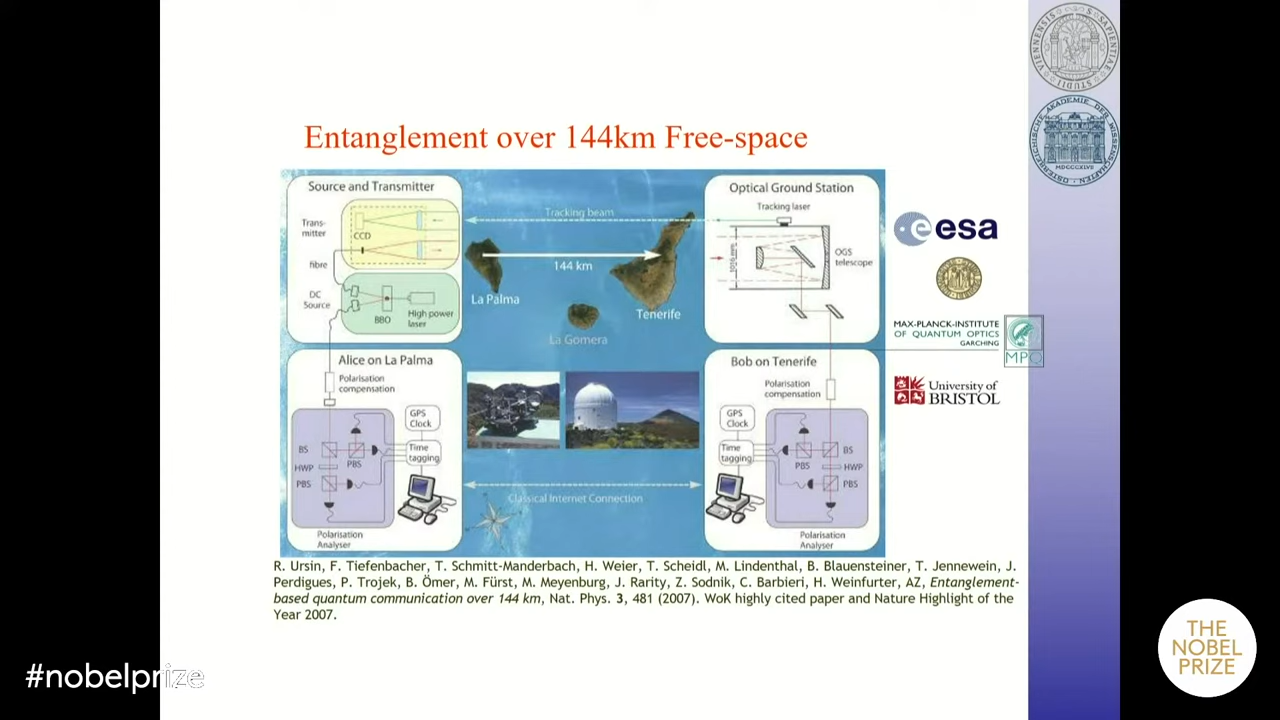 Entanglement over 144km Free-space
Source and Transmitter
Trans-
mitter
CCD
fibre
DC
Source
BBO
High power
laser
Tracking beam
144 km
La Palma
La Gomera
Tenerife
Optical Ground Station
Tracking laser
OGS
telescope
Alice on La Palma
Polarisation
compensation
GPS
Clock
Time
tagging
BS
PBS
HWP
PBS
Polarisation
Analyser
Classical Internet Connection
Bob on Tenerife
Polarisation
compensation
GPS
Clock
Time
tagging
BS
PBS
HWP
PBS
Polarisation
Analyser
esa
MAX-PLANCK-INSTITUTE
OF QUANTUM OPTICS
GARCHING
MPQ
University of
BRISTOL
R. Ursin, F. Tiefenbacher, T. Schmitt-Manderbach, H. Weier, T. Scheidl, M. Lindenthal, B. Blauensteiner, T. Jennewein, J.
Perdigues, P. Trojek, B. Ömer, M. Fürst, M. Meyenburg, J. Rarity, Z. Sodnik, C. Barbieri, H. Weinfurter, AZ, Entanglement-
based quantum communication over 144 km, Nat. Phys. 3, 481 (2007). WoK highly cited paper and Nature Highlight of the
Year 2007.
#nobelprize
THE
NOBEL
PRIZE